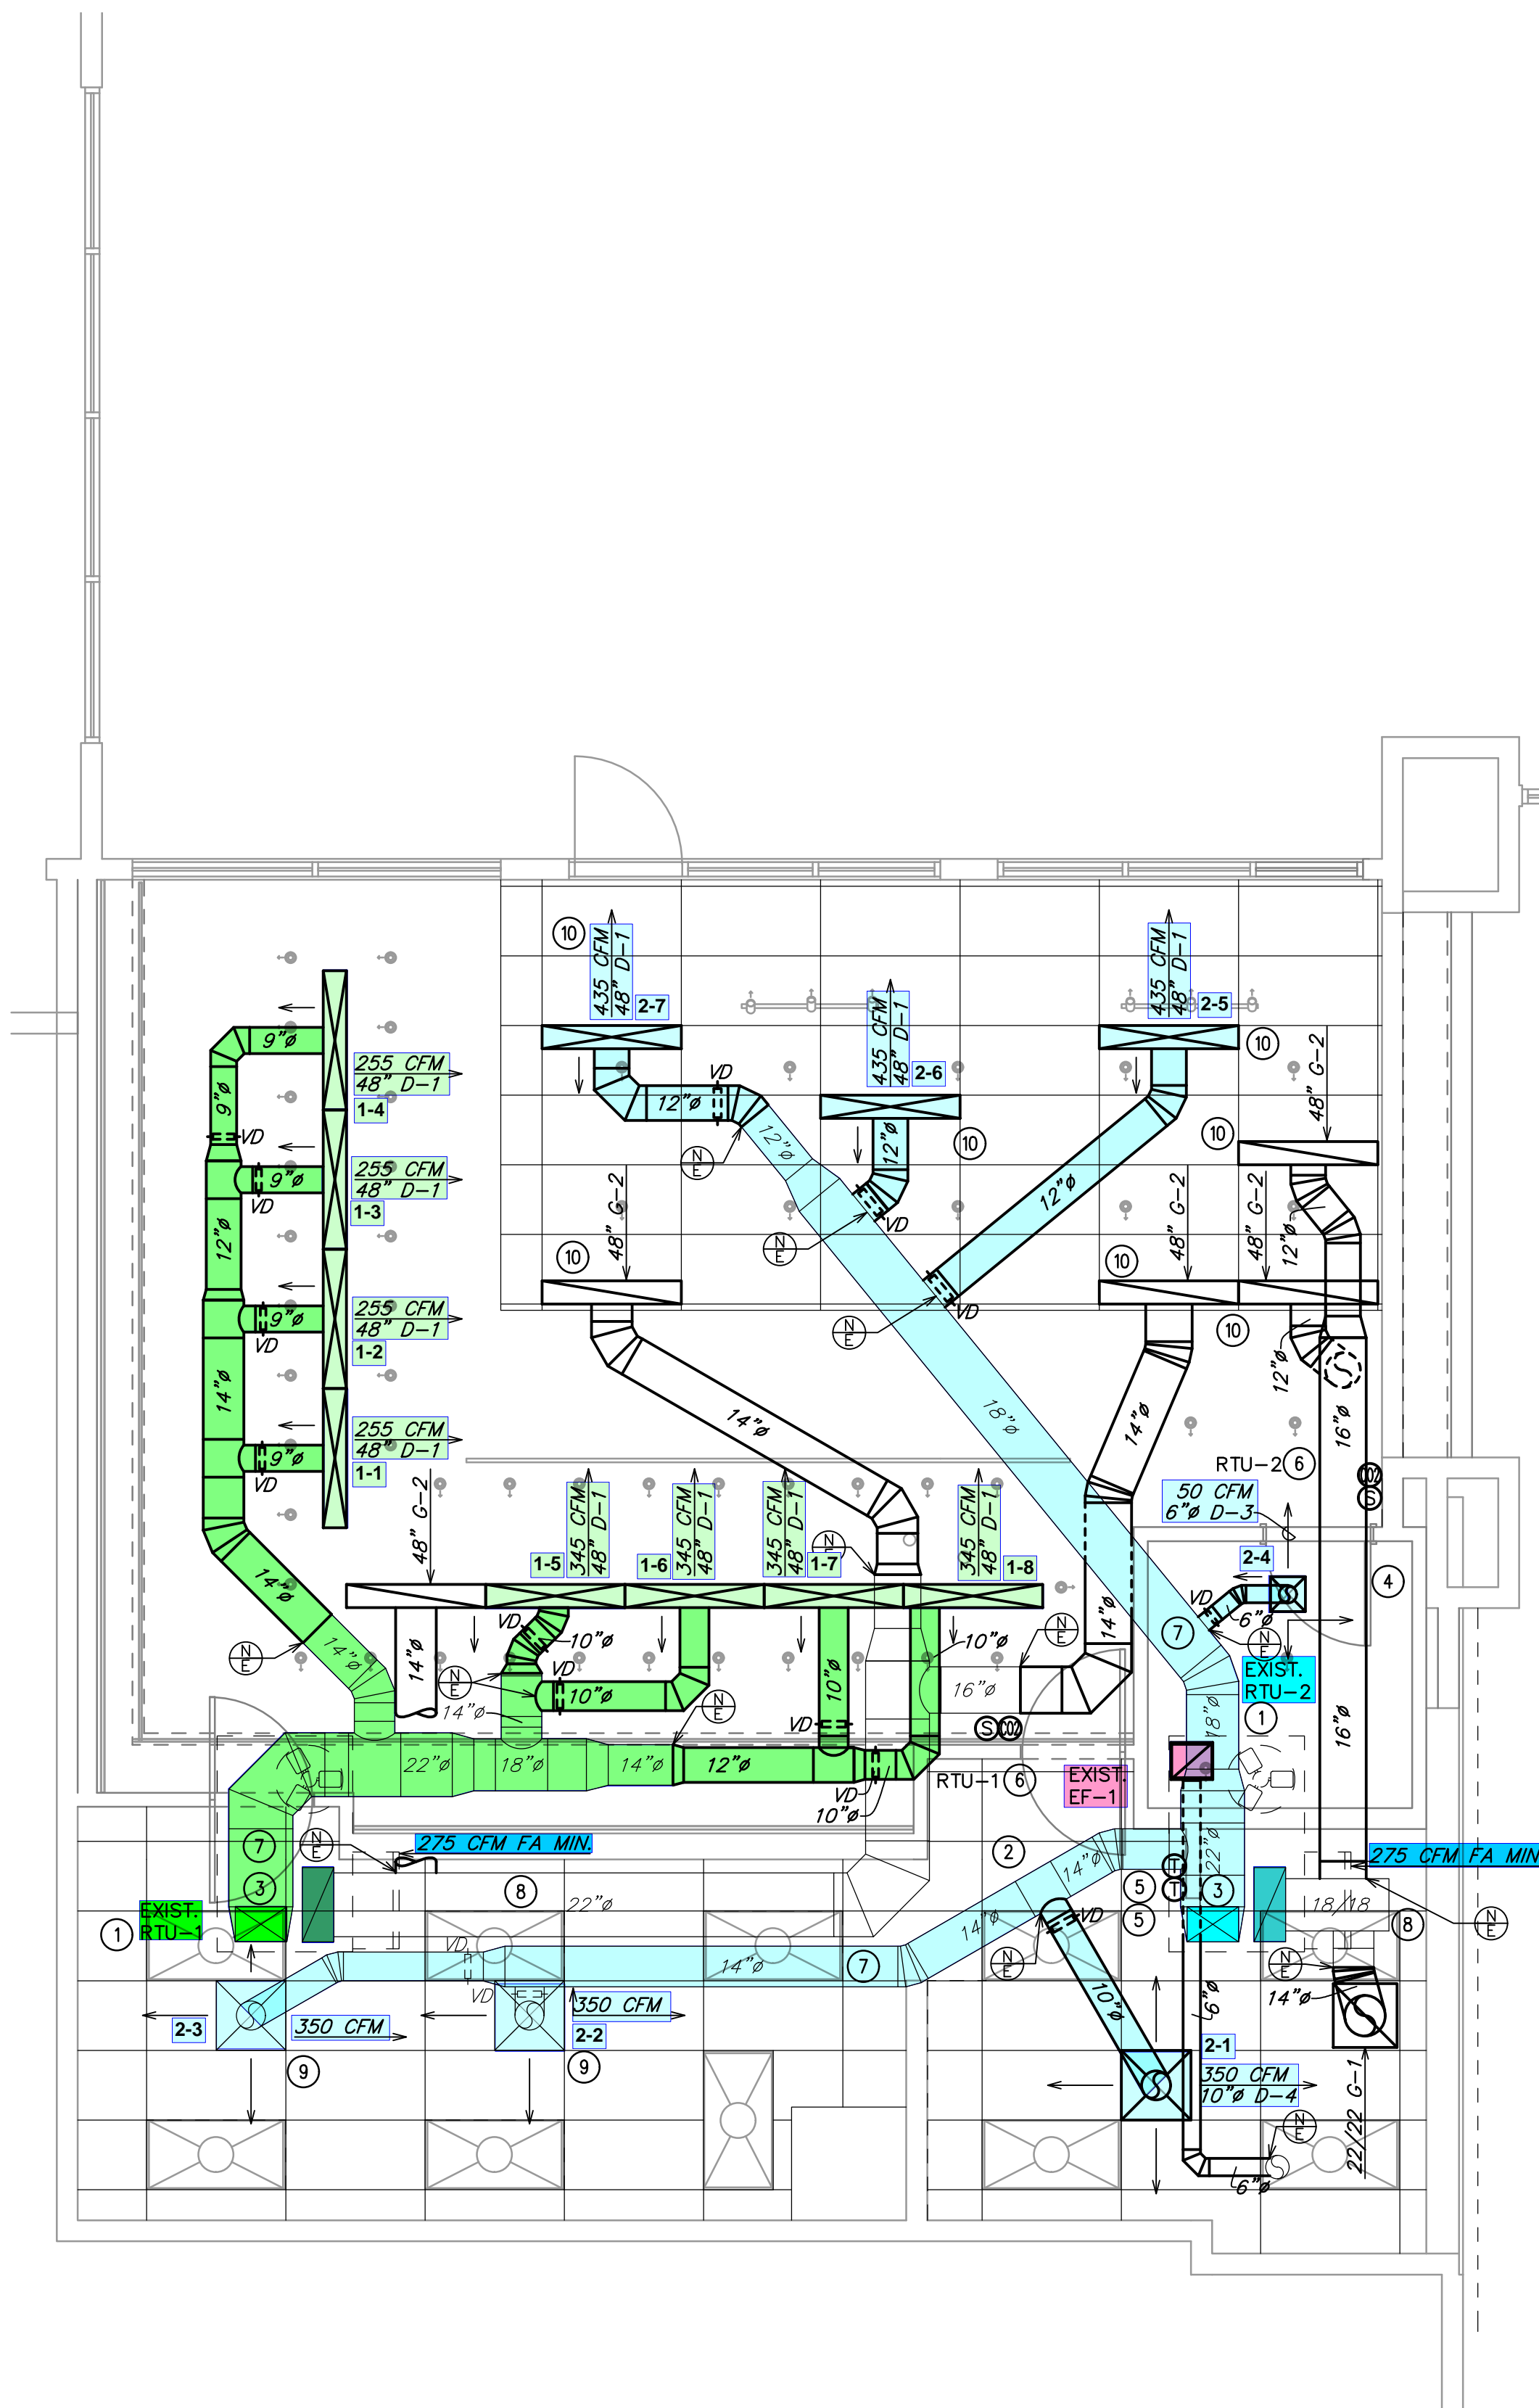 10
435 CFM
48" D-1
2-7
435 CFM
48" D-1
2-6
435 CFM
48" D-1
2-5
10
9"ø
255 CFM
48" D-1
1-4
9"ø
VD
VD
12"ø
12"ø
12"ø
10
48" G-2
10
N
E
9"ø
VD
255 CFM
48" D-1
1-3
12"ø
48" G-2
10
N
E
VD
12"ø
48" G-2
48" G-2
12"ø
10
10
9"ø
VD
255 CFM
48" D-1
1-2
14"ø
N
E
VD
12"ø
14"ø
18"ø
14"ø
16"ø
9"ø
VD
255 CFM
48" D-1
1-1
48" G-2
RTU-2
6
CO2
S
50 CFM
6"ø D-3
345 CFM
48" D-1
1-5
345 CFM
48" D-1
1-6
345 CFM
48" D-1
1-7
345 CFM
48" D-1
1-8
N
E
2-4
4
14"ø
14"ø
N
E
14"ø
VD
10"ø
VD
N
E
10"ø
14"ø
10"ø
VD
10"ø
14"ø
N
E
16"ø
S
CO2
7
VD
6"ø
N
E
EXIST.
RTU-2
1
16"ø
18"ø
22"ø
18"ø
14"ø
N
E
12"ø
VD
10"ø
RTU-1
6
EXIST.
EF-1
7
3
N
E
275 CFM FA MIN.
2
14"ø
22"ø
T
T
3
5
5
275 CFM FA MIN
EXIST.
RTU-1
1
8
22"ø
14"ø
VD
18/18
8
N
E
VD
VD
14"ø
7
N
E
10"ø
6"ø
N
E
14"ø
2-3
350 CFM
9
350 CFM
2-2
9
2-1
350 CFM
10"ø D-4
22/22 G-1
N
E
6"ø